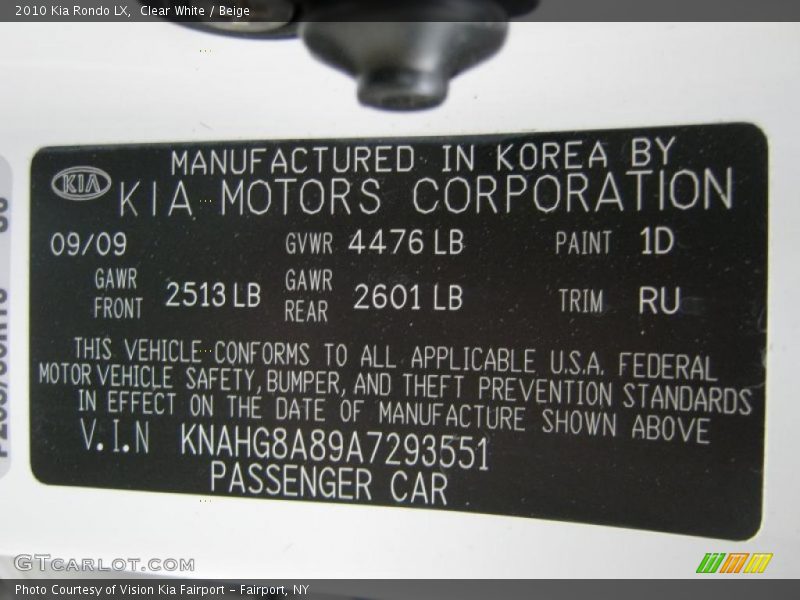 2010 Kia Rondo LX,  Clear White / Beige
MANUFACTURED IN KOREA BY
KIA KIA MOTORS CORPORATION
09/09 GVWR 4476 LB PAINT 1D
GAWR FRONT 2513 LB GAWR REAR 2601 LB TRIM RU
THIS VEHICLE CONFORMS TO ALL APPLICABLE U.S.A. FEDERAL
MOTOR VEHICLE SAFETY, BUMPER, AND THEFT PREVENTION STANDARDS
IN EFFECT ON THE DATE OF MANUFACTURE SHOWN ABOVE
V.I.N KNAHG8A89A7293551
PASSENGER CAR
GTCARLOT.COM
Photo Courtesy of Vision Kia Fairport - Fairport, NY